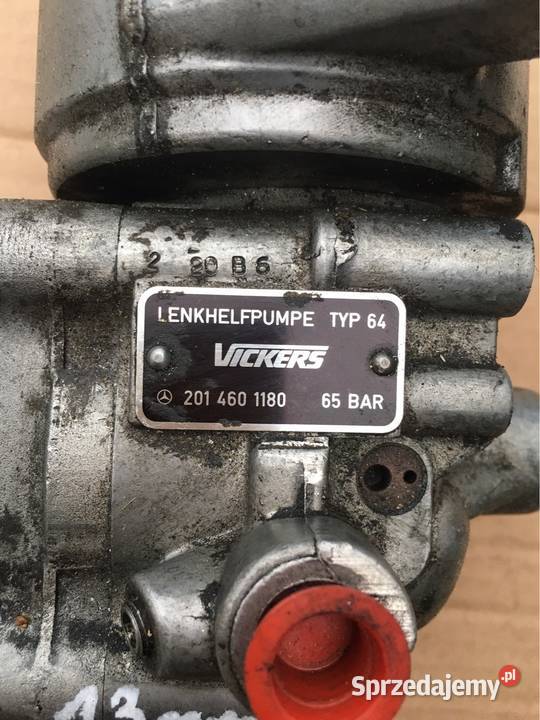 2 20 B 6
LENKHELFPUMPE TYP 64
VICKERS
201 460 1180 65 BAR
Sprzedajemy.pl